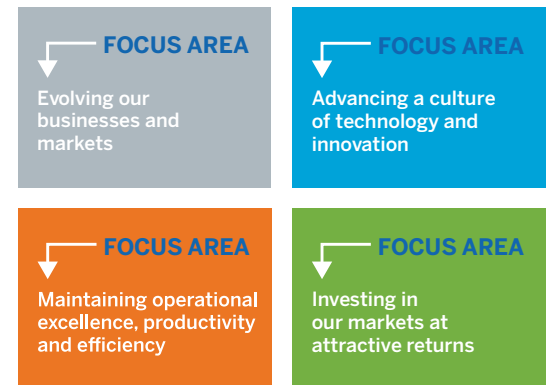 FOCUS AREA
Evolving our
businesses and
markets
FOCUS AREA
Advancing a culture
of technology and
innovation
FOCUS AREA
Maintaining operational
excellence, productivity
and efficiency
FOCUS AREA
Investing in
our markets at
attractive returns